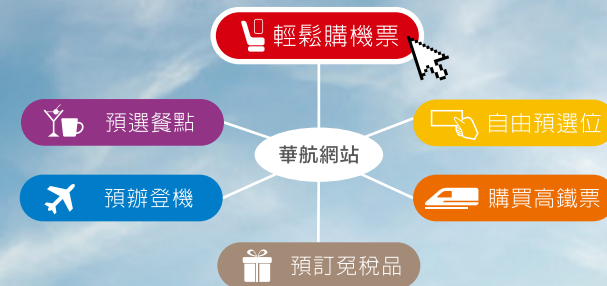 輕鬆購機票
預選餐點
自由預選位
華航網站
預辦登機
購買高鐵票
預訂免稅品